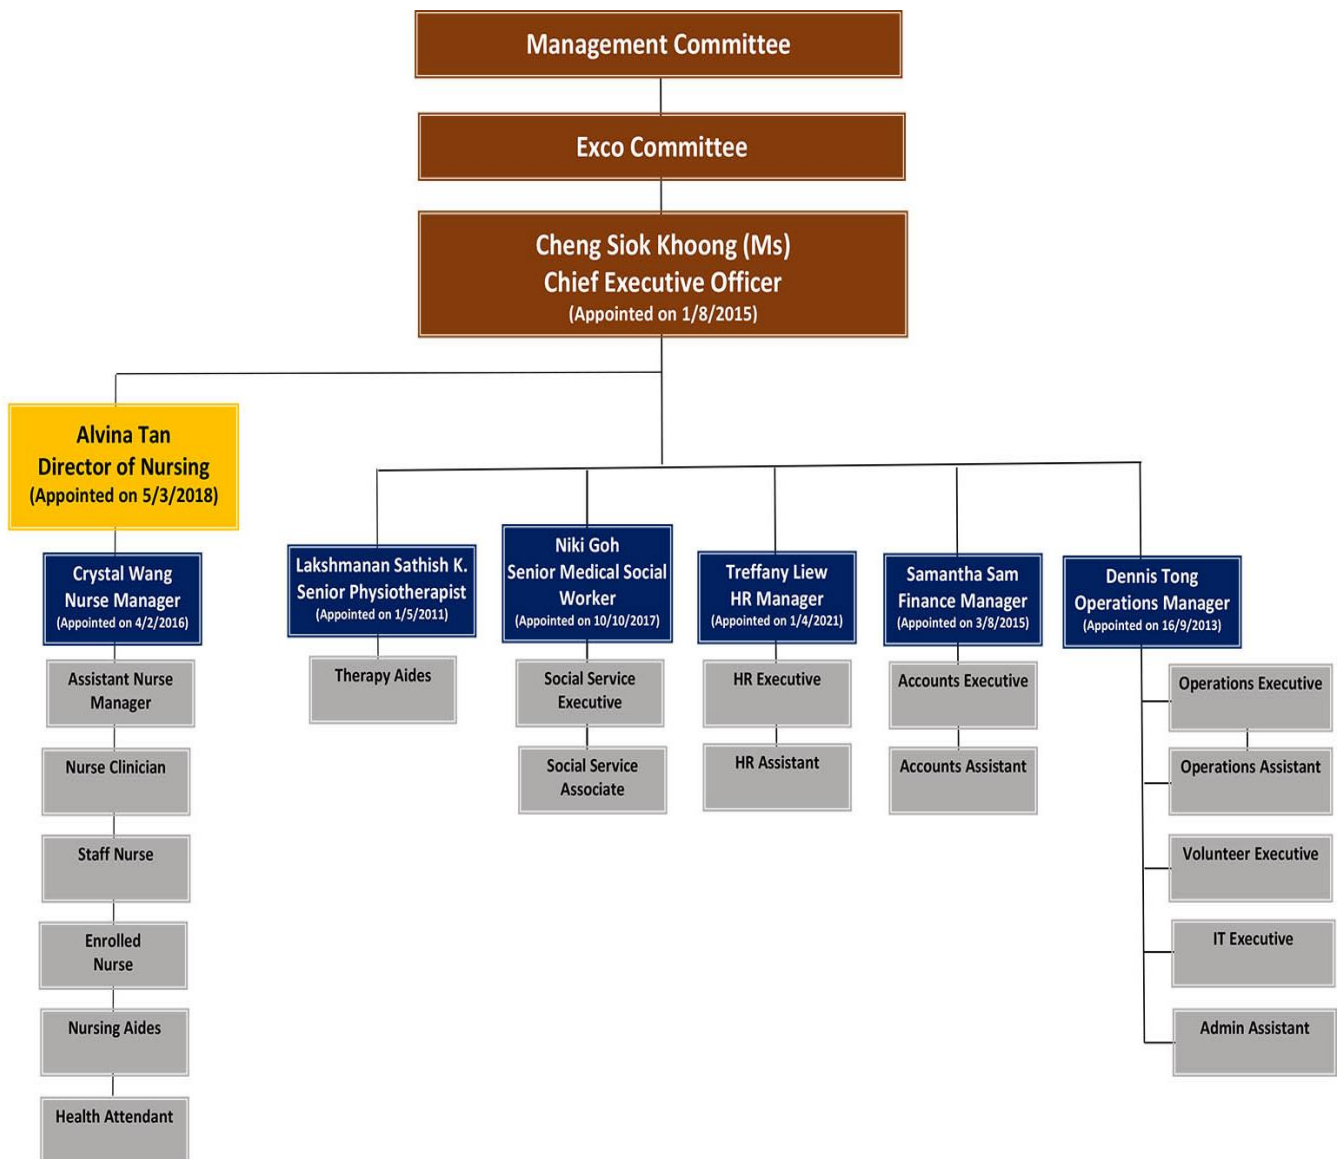 Management Committee
Exco Committee
Cheng Siok Khoong (Ms)
Chief Executive Officer
(Appointed on 1/8/2015)
Alvina Tan
Director of Nursing
(Appointed on 5/3/2018)
Crystal Wang
Nurse Manager
(Appointed on 4/2/2016)
Assistant Nurse
Manager
Nurse Clinician
Staff Nurse
Enrolled
Nurse
Nursing Aides
Health Attendant
Lakshmanan Sathish K.
Senior Physiotherapist
(Appointed on 1/5/2011)
Therapy Aides
Niki Goh
Senior Medical Social
Worker
(Appointed on 10/10/2017)
Social Service
Executive
Social Service
Associate
Treffany Liew
HR Manager
(Appointed on 1/4/2021)
HR Executive
HR Assistant
Samantha Sam
Finance Manager
(Appointed on 3/8/2015)
Accounts Executive
Accounts Assistant
Dennis Tong
Operations Manager
(Appointed on 16/9/2013)
Operations Executive
Operations Assistant
Volunteer Executive
IT Executive
Admin Assistant